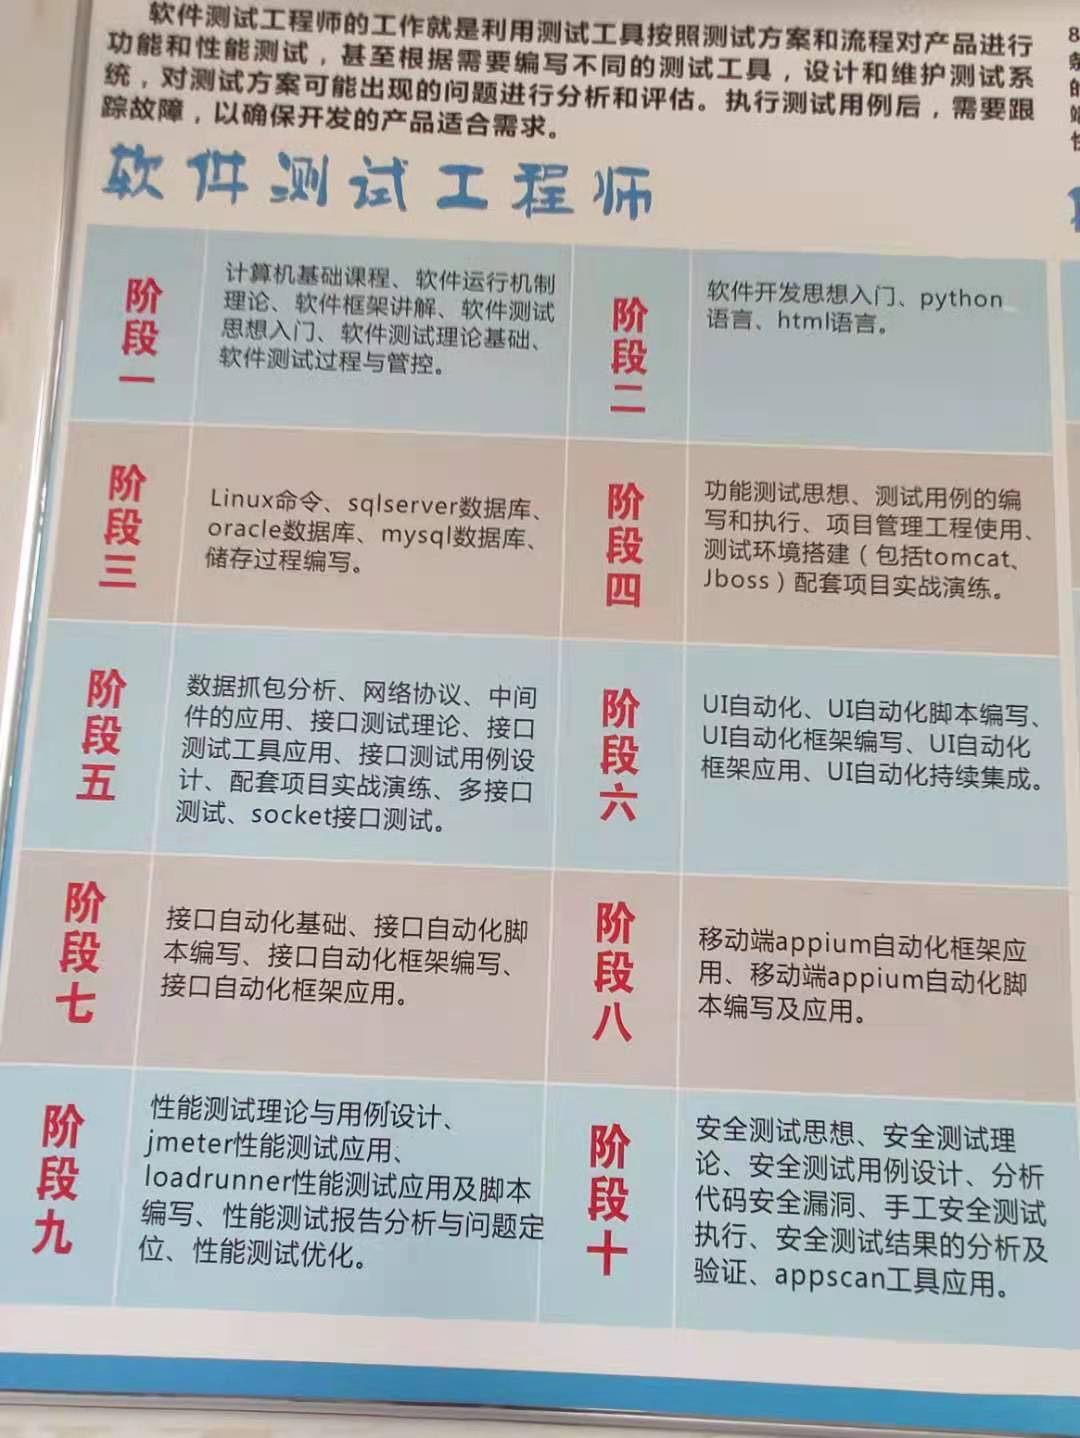 软件测试工程师的工作就是利用测试工具按照测试方案和流程对产品进行
功能和性能测试，甚至根据需要编写不同的测试工具，设计和维护测试系
统，对测试方案可能出现的问题进行分析和评估。执行测试用例后，需要跟
踪故障，以确保开发的产品适合需求。
软件测试工程师
阶段一
计算机基础课程、软件运行机制
理论、软件框架讲解、软件测试
思想入门、软件测试理论基础、
软件测试过程与管控。
阶段二
软件开发思想入门、python
语言、html语言。
阶段三
Linux命令、sqlserver数据库、
oracle数据库、mysql数据库、
储存过程编写。
阶段四
功能测试思想、测试用例的编
写和执行、项目管理工程使用、
测试环境搭建（包括tomcat、
Jboss）配套项目实战演练。
阶段五
数据抓包分析、网络协议、中间
件的应用、接口测试理论、接口
测试工具应用、接口测试用例设
计、配套项目实战演练、多接口
测试、socket接口测试。
阶段六
UI自动化、UI自动化脚本编写、
UI自动化框架编写、UI自动化
框架应用、UI自动化持续集成。
阶段七
接口自动化基础、接口自动化脚
本编写、接口自动化框架编写、
接口自动化框架应用。
阶段八
移动端appium自动化框架应
用、移动端appium自动化脚
本编写及应用。
阶段九
性能测试理论与用例设计、
jmeter性能测试应用、
loadrunner性能测试应用及脚本
编写、性能测试报告分析与问题定
位、性能测试优化。
阶段十
安全测试思想、安全测试理
论、安全测试用例设计、分析
代码安全漏洞、手工安全测试
执行、安全测试结果的分析及
验证、appscan工具应用。